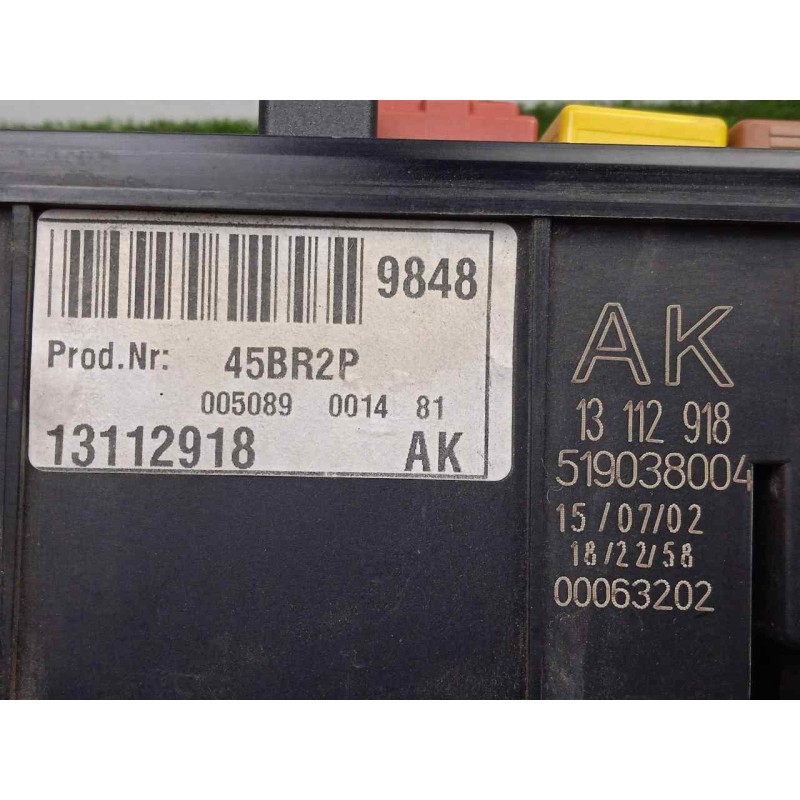 9848
Prod.Nr: 45BR2P
005089 0014 81
13112918 AK
AK
13 112 918
519038004
15/07/02
18/22/58
00063202